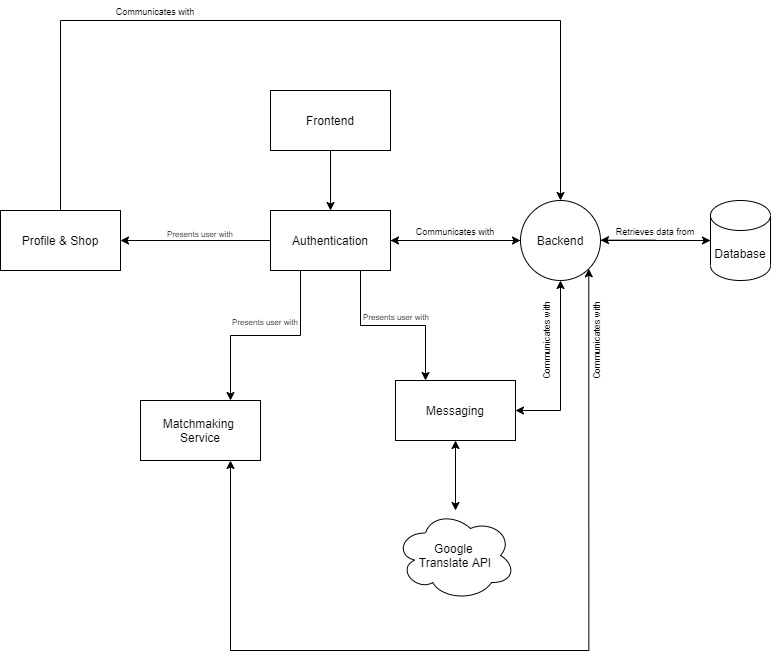 Communicates with
Frontend
Profile & Shop
Presents user with
Authentication
Communicates with
Backend
Retrieves data from
Database
Presents user with
Presents user with
Communicates with
Communicates with
Matchmaking
Service
Messaging
Google
Translate API